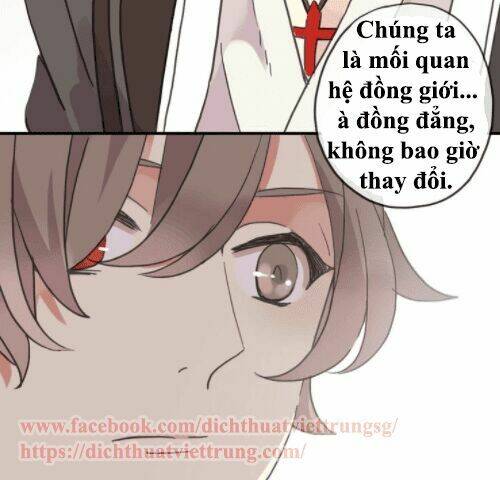 Chúng ta
là mối quan
hệ đồng giới...
à đồng đẳng,
không bao giờ
thay đổi.
www.facebook.com/dichthuatviettrungsg/
https://dichthuatviettrung.com/